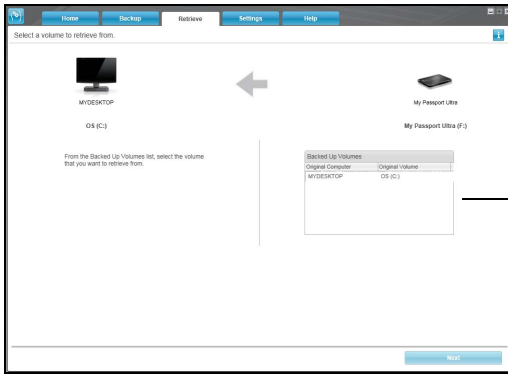 Home Backup Retrieve Settings Help
Select a volume to retrieve from.
MYDESKTOP
My Passport Ultra
OS (C:)
My Passport Ultra (F:)
From the Backed Up Volumes list, select the volume
that you want to retrieve from.
Backed Up Volumes
Original Computer Original Volume
MYDESKTOP OS (C:)
Next